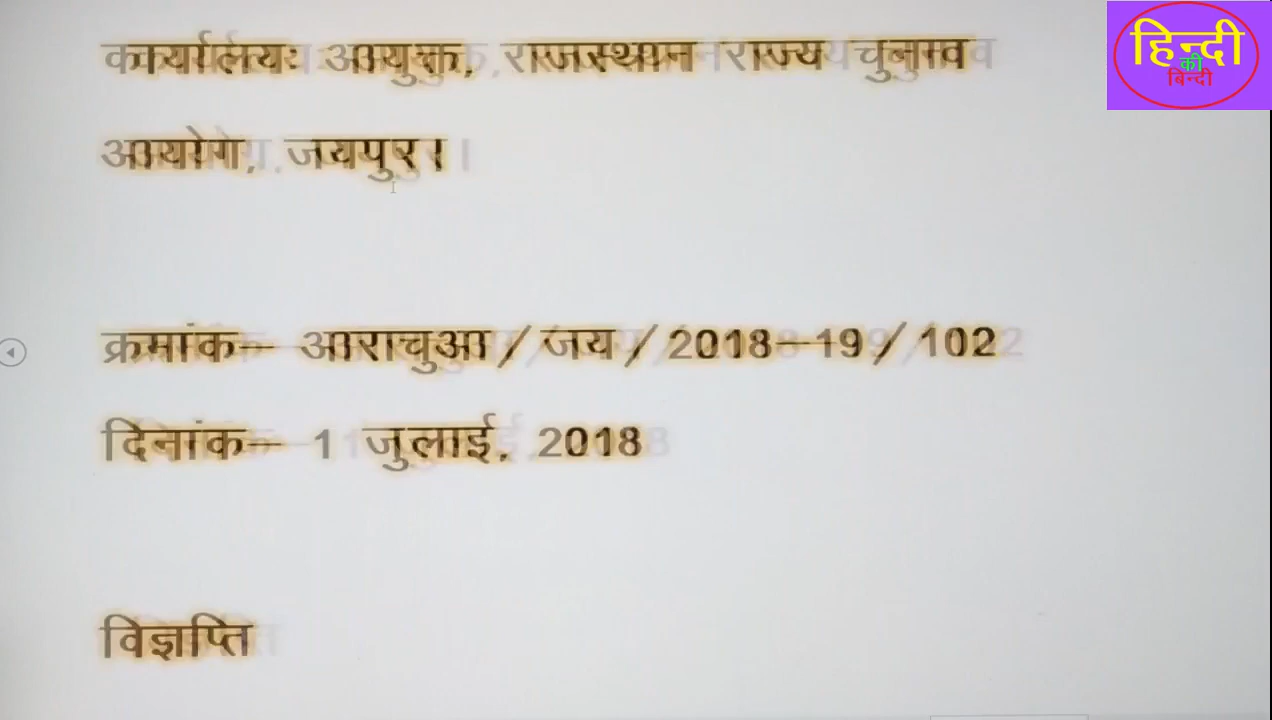 कार्यालयः आयुक्त, राजस्थान राज्य चुनाव
आयोग, जयपुर।
क्रमांक– आराचुआ/जय/2018–19/102
दिनांक– 1 जुलाई, 2018
विज्ञप्ति
हिन्दी
की
बिन्दी